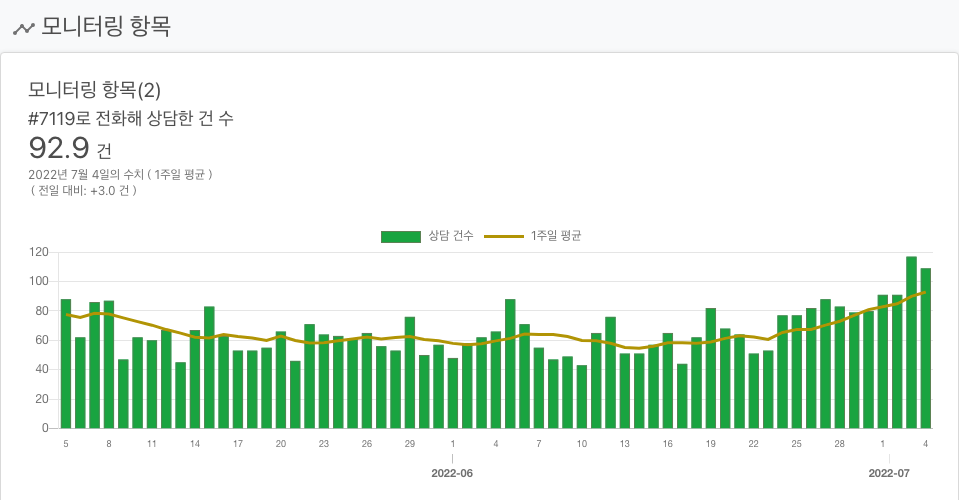 모니터링 항목
모니터링 항목(2)
#7119로 전화해 상담한 건 수
92.9 건
2022년 7월 4일의 수치 ( 1주일 평균 )
( 전일 대비: +3.0 건 )
상담 건수 1주일 평균
120
100
80
60
40
20
0
5 8 11 14 17 20 23 26 29 1 4 7 10 13 16 19 22 25 28 1 4
2022-06 2022-07